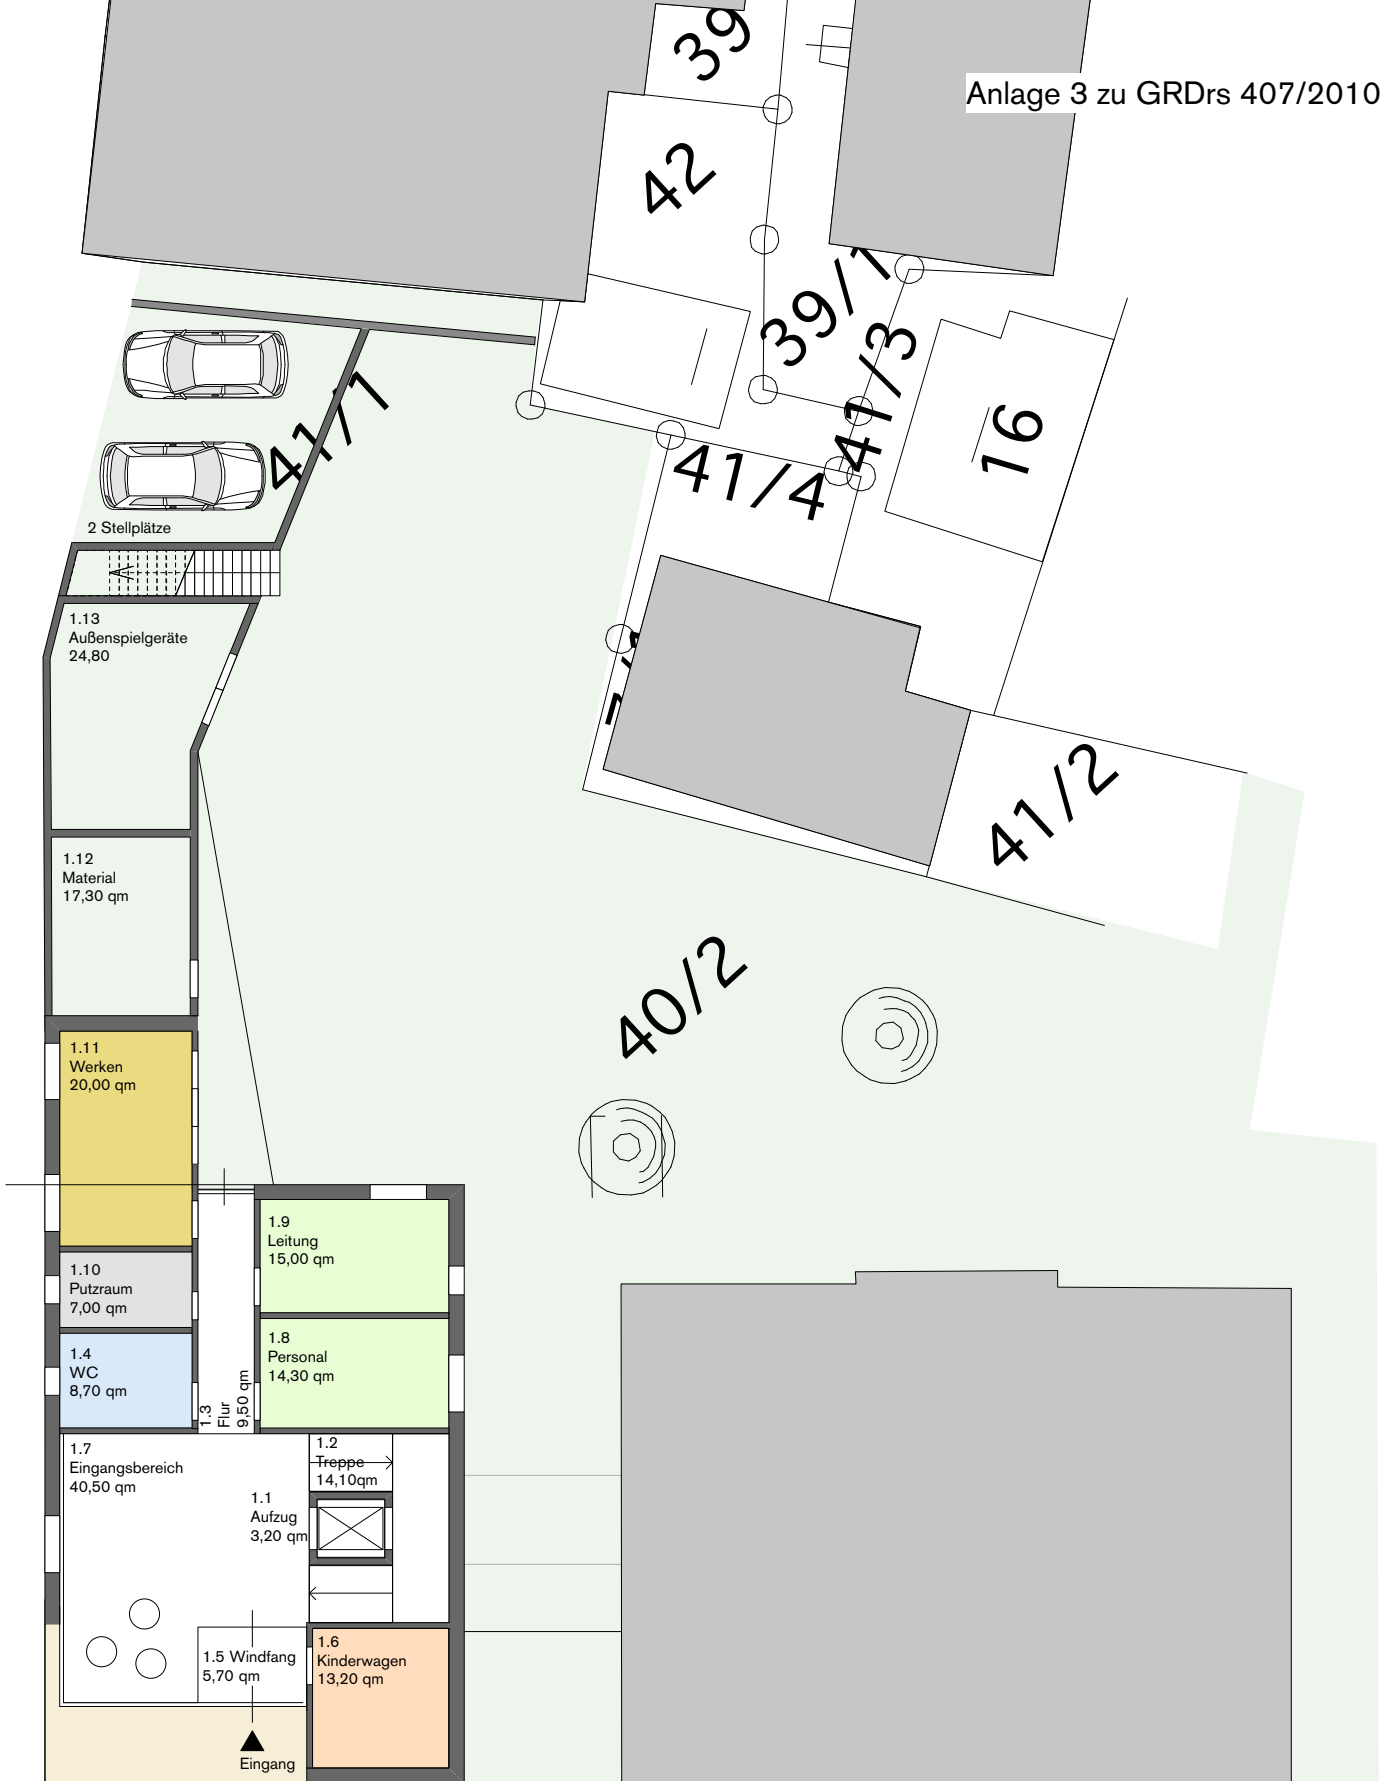 39
Anlage 3 zu GRDrs 407/2010
42
39/1
41/3
16
41/1
41/4
2 Stellplätze
1.13
Außenspielgeräte
24,80
41/2
1.12
Material
17,30 qm
40/2
1.11
Werken
20,00 qm
1.9
Leitung
15,00 qm
1.10
Putzraum
7,00 qm
1.8
Personal
14,30 qm
1.4
WC
8,70 qm
1.3
Flur
9,50 qm
1.7
Eingangsbereich
40,50 qm
1.2
Treppe
14,10qm
1.1
Aufzug
3,20 qm
1.5 Windfang
5,70 qm
1.6
Kinderwagen
13,20 qm
Eingang